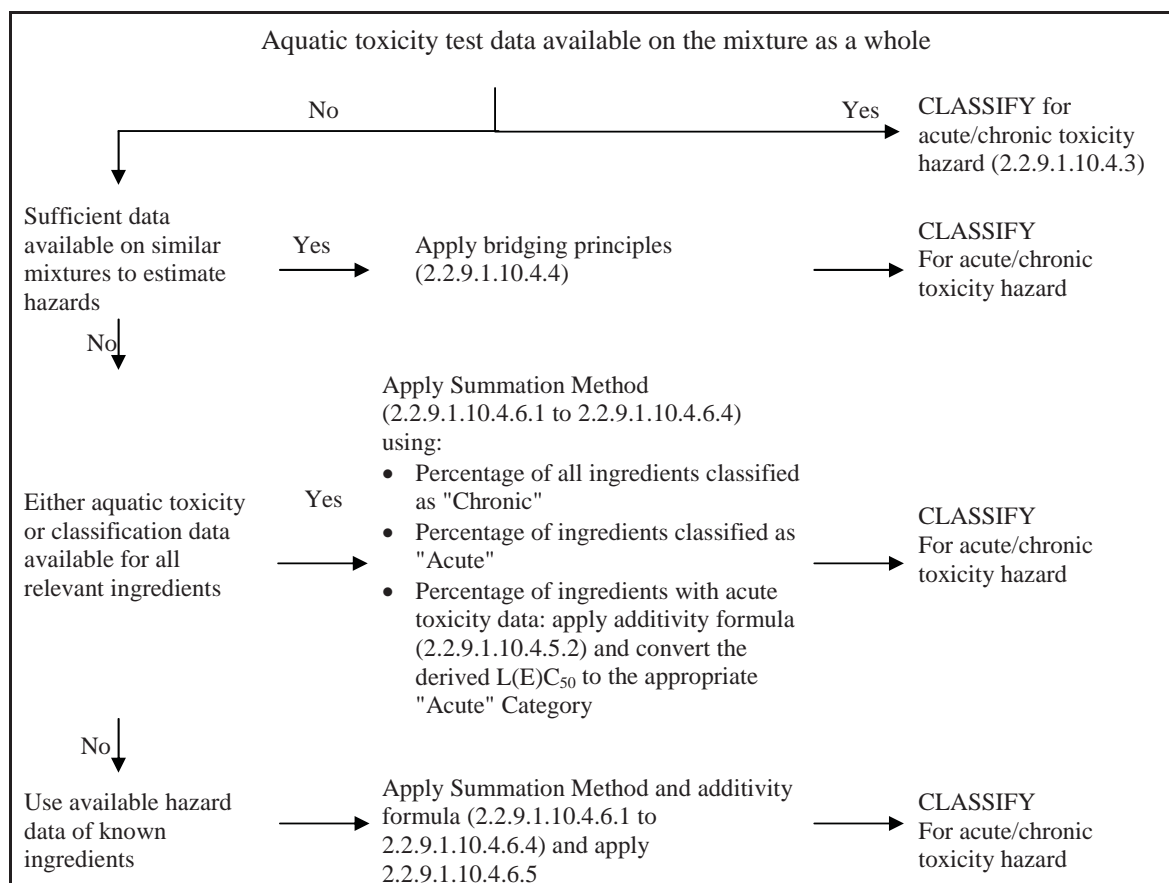 Aquatic toxicity test data available on the mixture as a whole
No
Yes
CLASSIFY for
acute/chronic toxicity
hazard (2.2.9.1.10.4.3)
Sufficient data
available on similar
mixtures to estimate
hazards
Yes
Apply bridging principles
(2.2.9.1.10.4.4)
CLASSIFY
For acute/chronic
toxicity hazard
No
Either aquatic toxicity
or classification data
available for all
relevant ingredients
Yes
Apply Summation Method
(2.2.9.1.10.4.6.1 to 2.2.9.1.10.4.6.4)
using:
• Percentage of all ingredients classified
as "Chronic"
• Percentage of ingredients classified as
"Acute"
• Percentage of ingredients with acute
toxicity data: apply additivity formula
(2.2.9.1.10.4.5.2) and convert the
derived L(E)C₅₀ to the appropriate
"Acute" Category
CLASSIFY
For acute/chronic
toxicity hazard
No
Use available hazard
data of known
ingredients
Apply Summation Method and additivity
formula (2.2.9.1.10.4.6.1 to
2.2.9.1.10.4.6.4) and apply
2.2.9.1.10.4.6.5
CLASSIFY
For acute/chronic
toxicity hazard